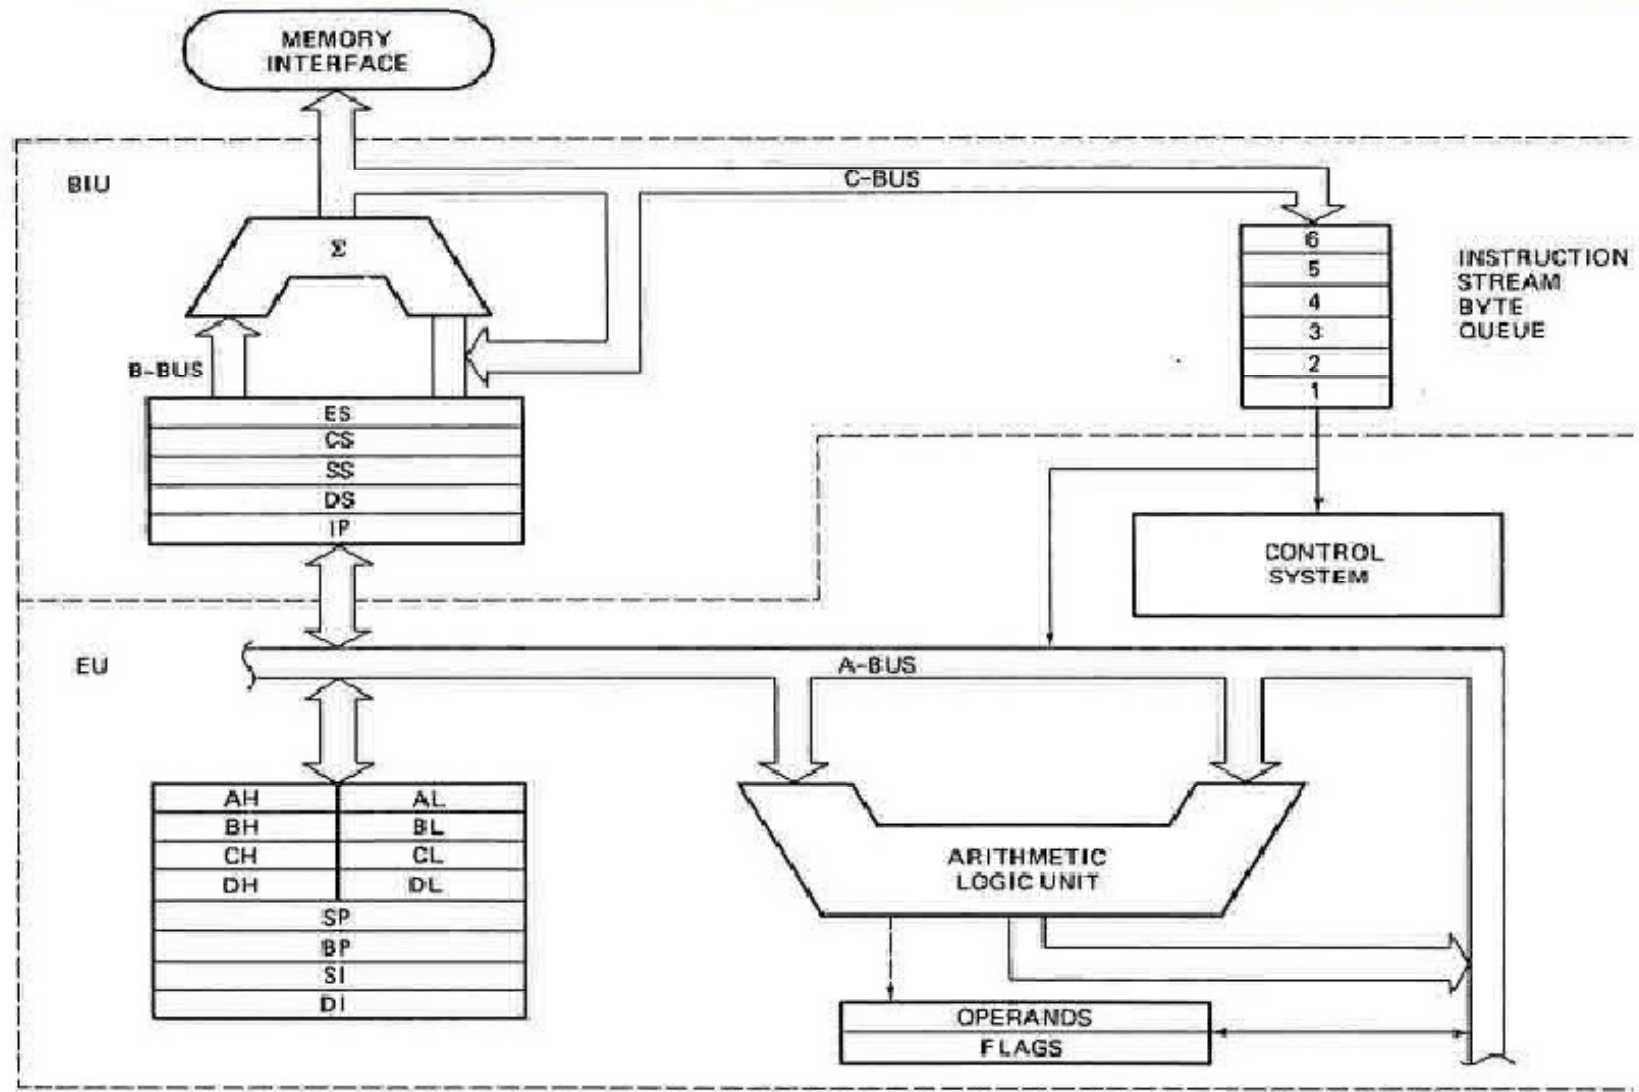 MEMORY
INTERFACE
BIU
C-BUS
Σ
6
5
4
3
2
1
INSTRUCTION
STREAM
BYTE
QUEUE
B-BUS
ES
CS
SS
DS
IP
CONTROL
SYSTEM
EU
A-BUS
AH AL
BH BL
CH CL
DH DL
SP
BP
SI
DI
ARITHMETIC
LOGIC UNIT
OPERANDS
FLAGS